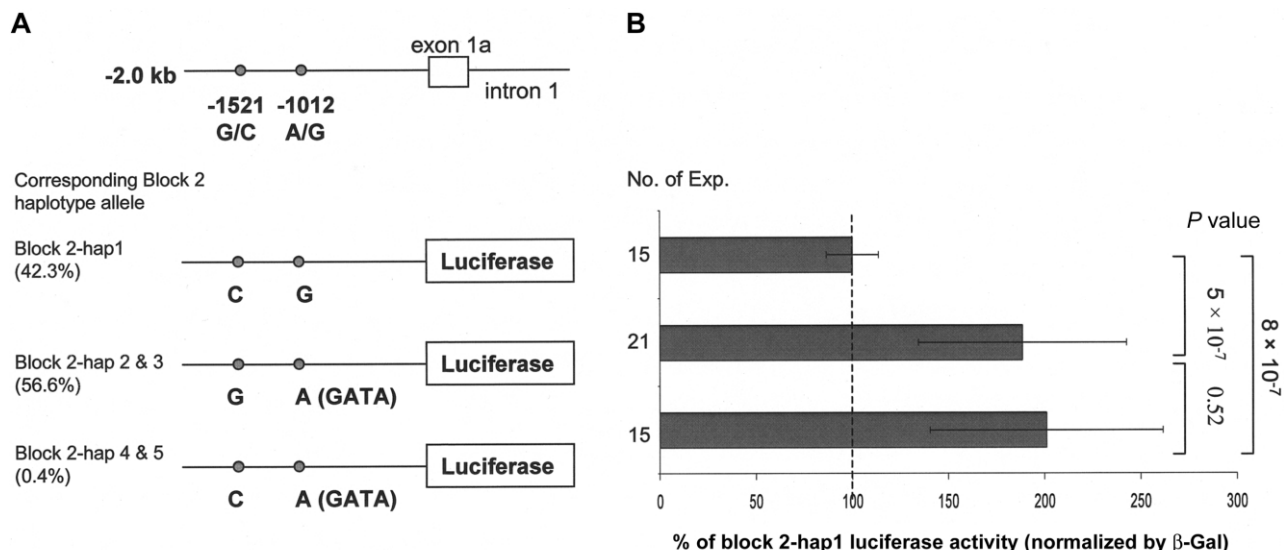 A
exon 1a
-2.0 kb
intron 1
-1521 -1012
G/C A/G
Corresponding Block 2
haplotype allele
Block 2-hap1
(42.3%)
Luciferase
C G
Block 2-hap 2 & 3
(56.6%)
Luciferase
G A (GATA)
Block 2-hap 4 & 5
(0.4%)
Luciferase
C A (GATA)
B
No. of Exp.
P value
15
21
15
5 × 10-7
0.52
8 × 10-7
0 50 100 150 200 250 300
% of block 2-hap1 luciferase activity (normalized by β-Gal)